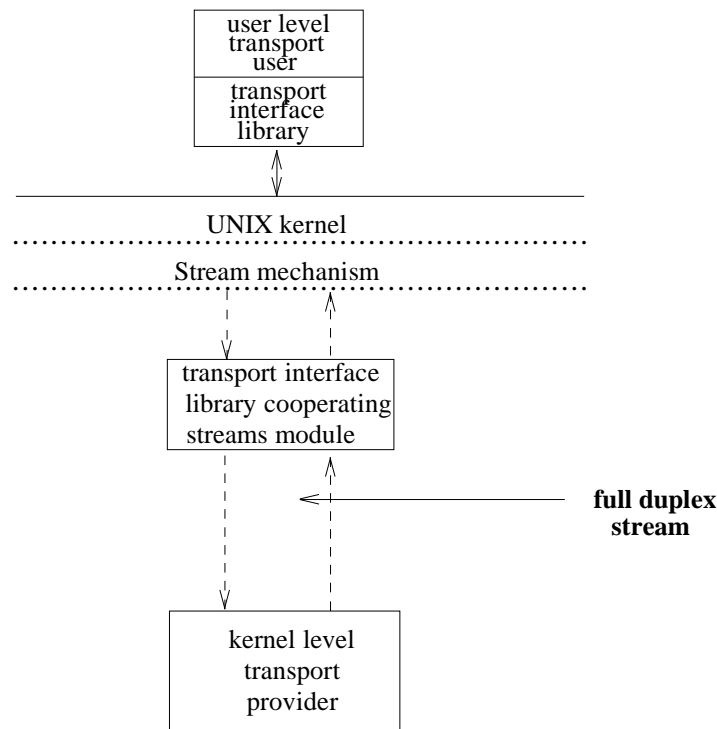 user level
transport
user
transport
interface
library
UNIX kernel
Stream mechanism
transport interface
library cooperating
streams module
full duplex
stream
kernel level
transport
provider